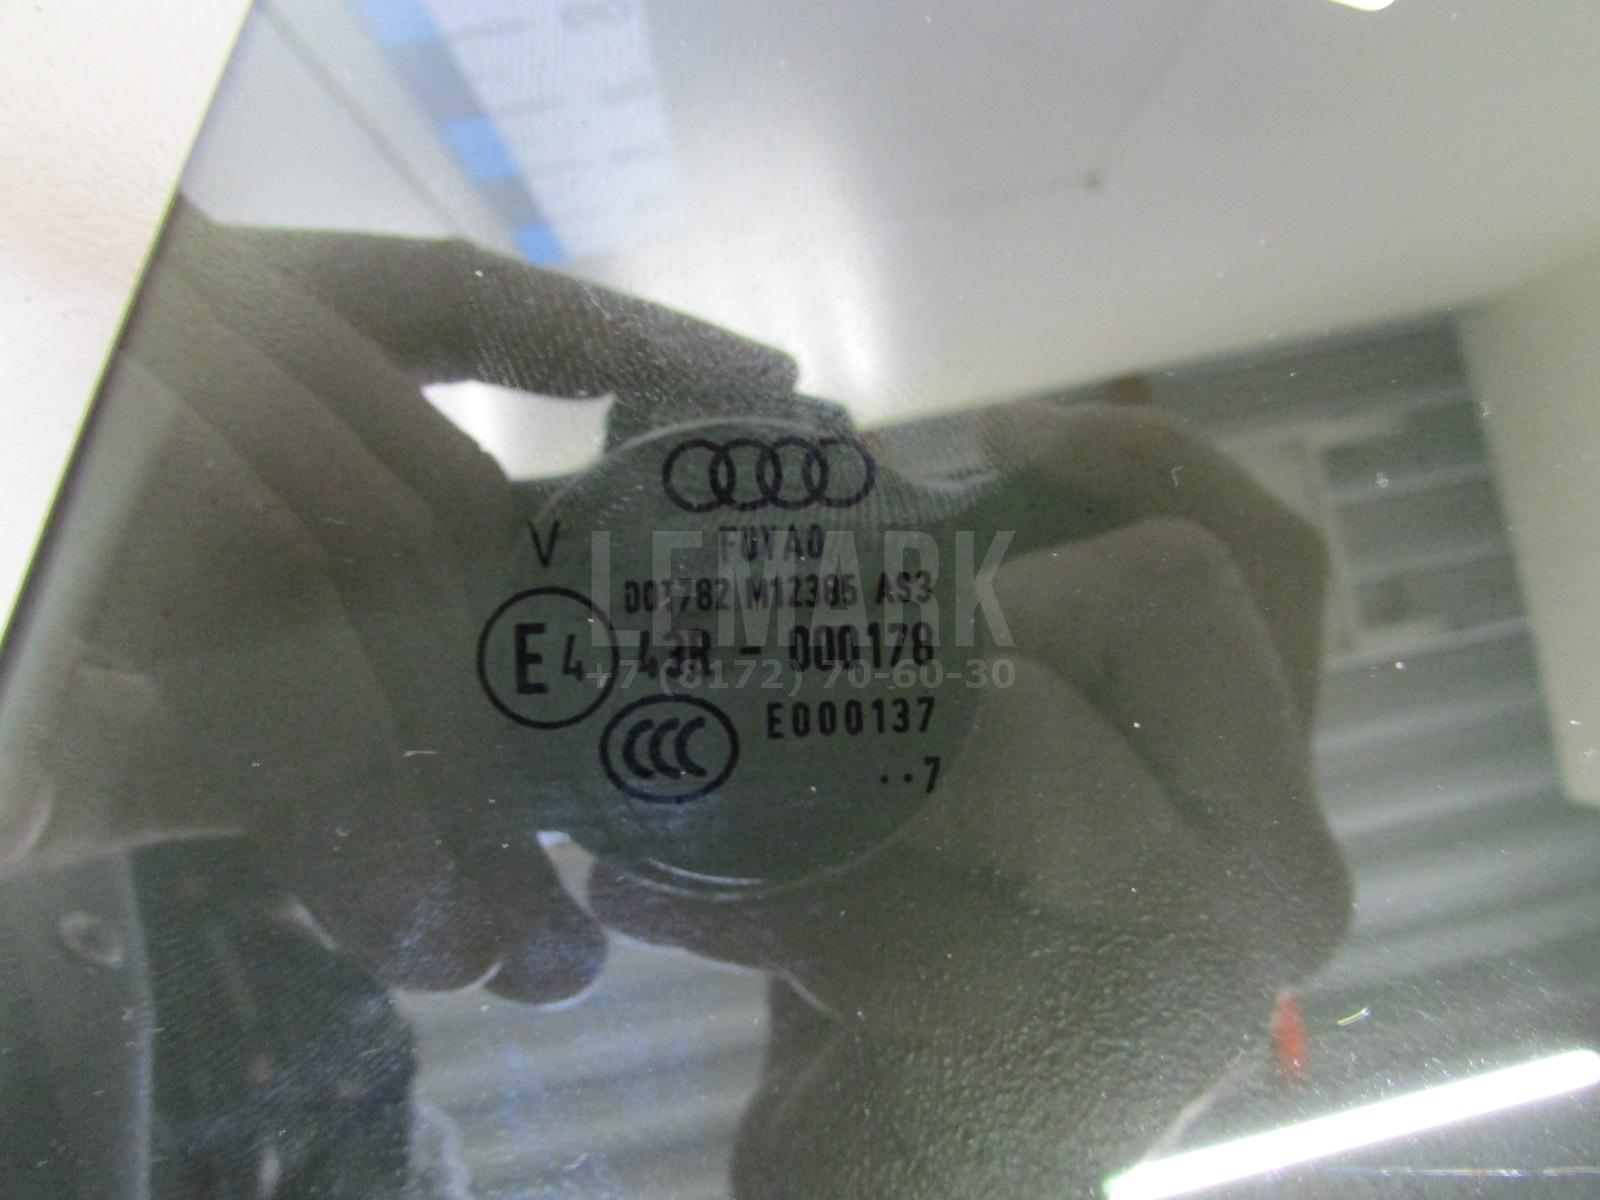 FUYAO
V
LEMARK
DOT782 M12385 AS3
E4 43R - 000178
+7 (8172) 70-60-30
CCC E000137
··7